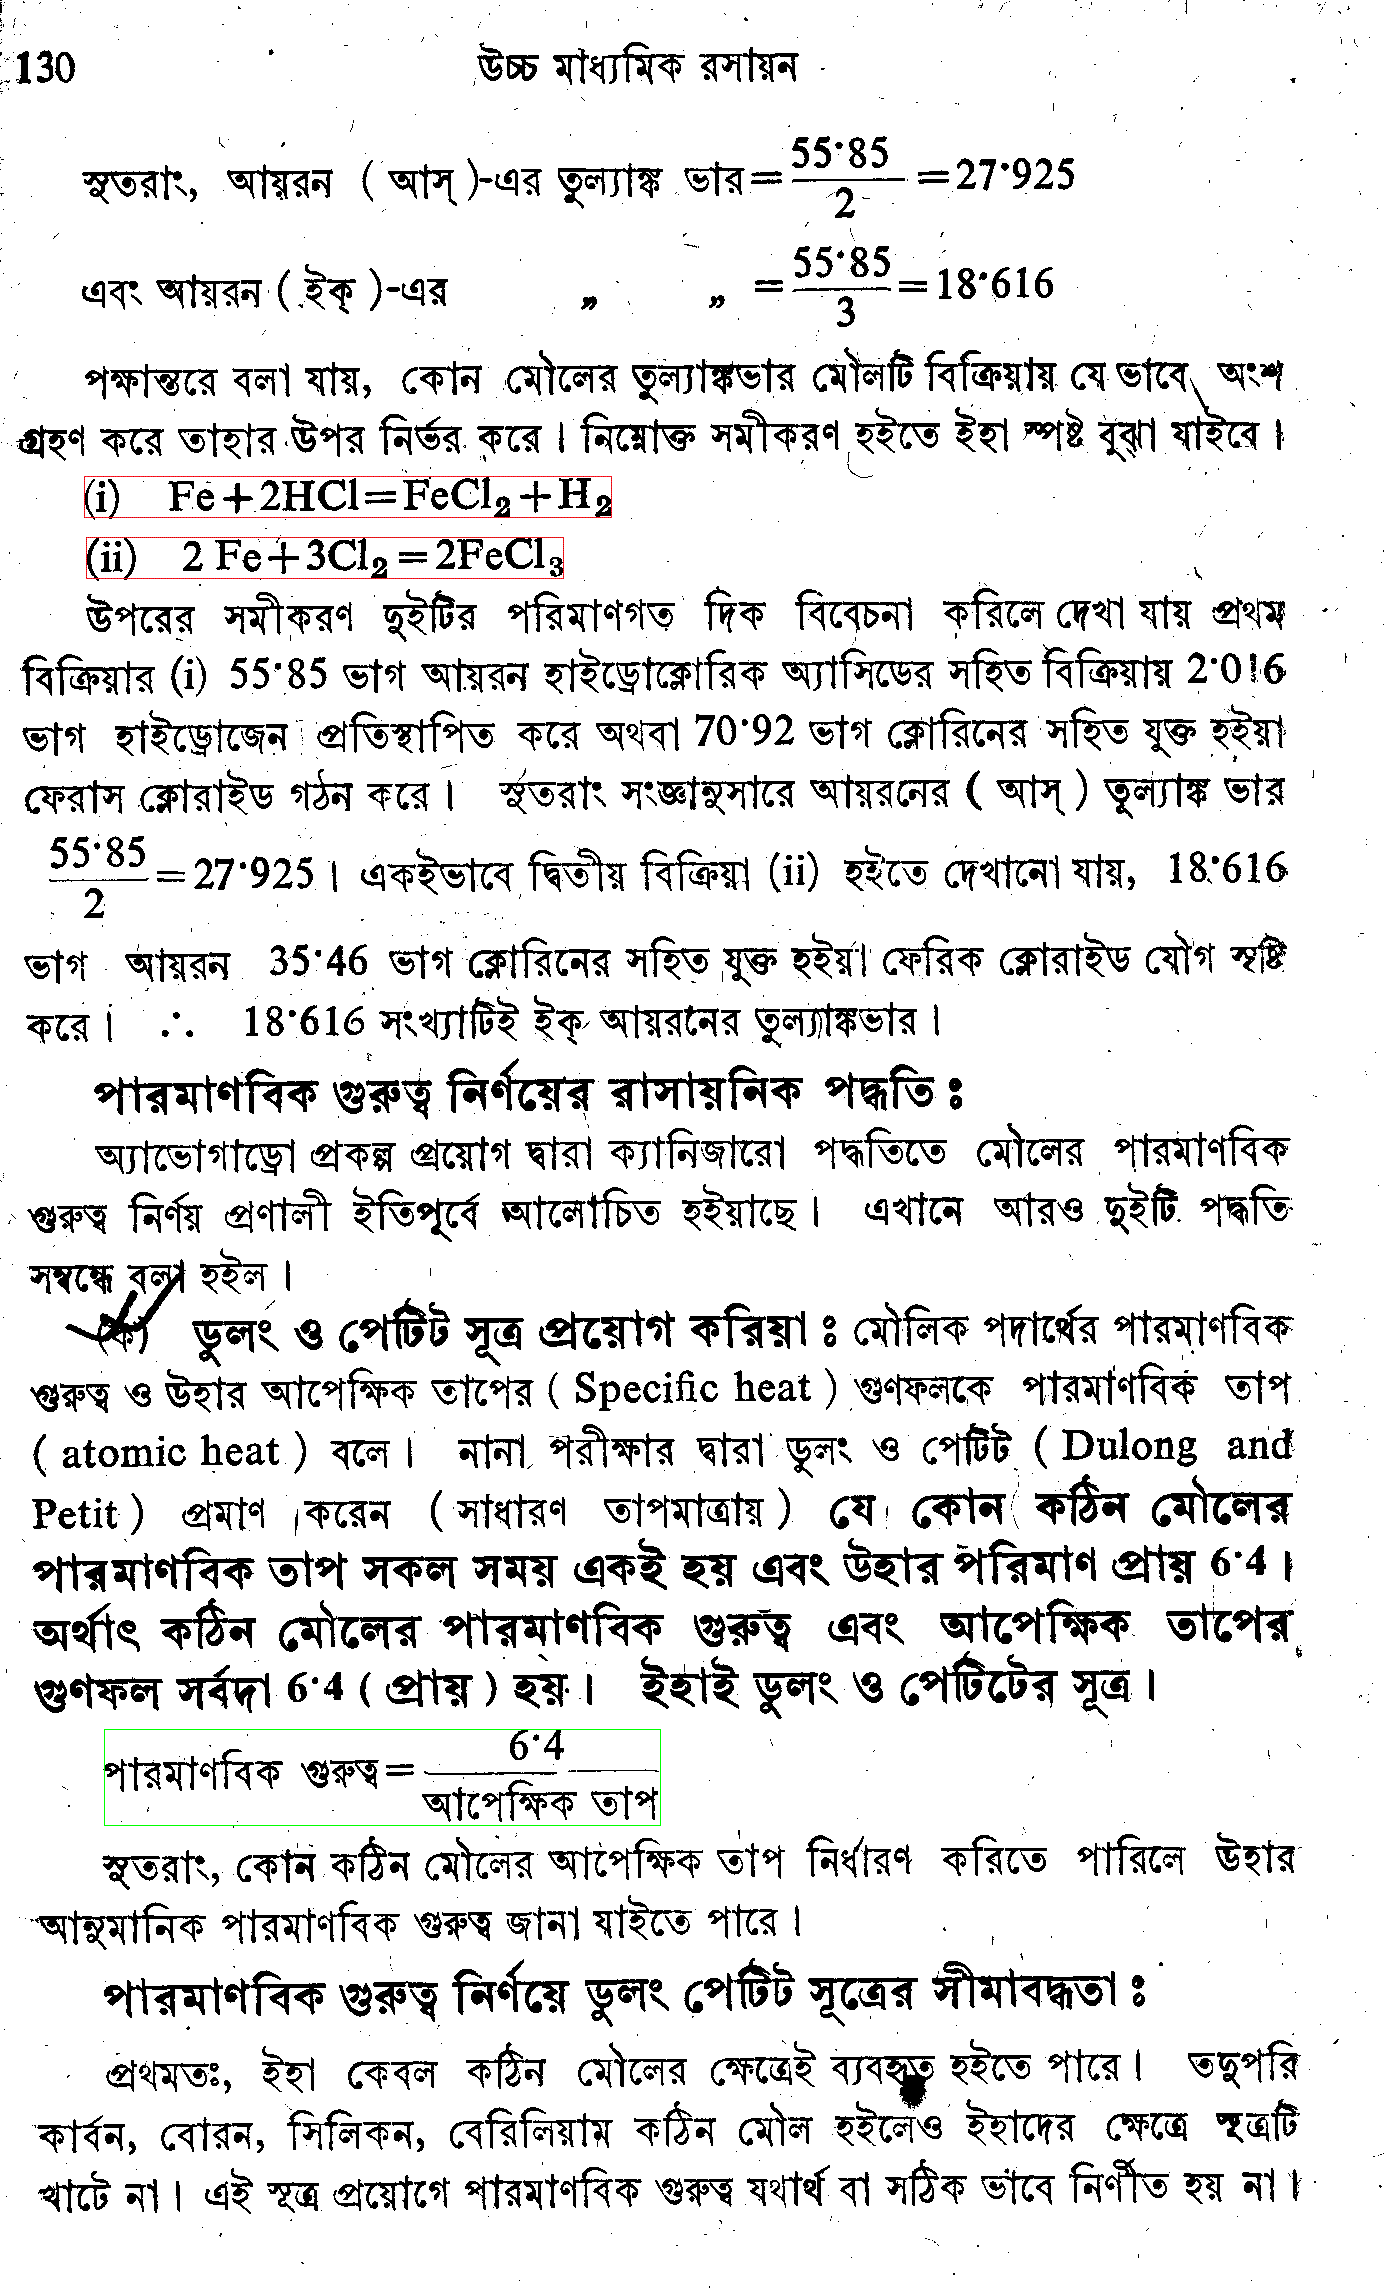 130
উচ্চ মাধ্যমিক রসায়ন
সুতরাং, আয়রন ( আস্ )-এর তুল্যাঙ্ক ভার = 55·85/2 = 27·925
এবং আয়রন ( ইক্ )-এর „ „ = 55·85/3 = 18·616
পক্ষান্তরে বলা যায়, কোন মৌলের তুল্যাঙ্কভার মৌলটি বিক্রিয়ায় যে ভাবে অংশ
গ্রহণ করে তাহার উপর নির্ভর করে । নিম্নোক্ত সমীকরণ হইতে ইহা স্পষ্ট বুঝা যাইবে ।
(i) Fe+2HCl=FeCl₂+H₂
(ii) 2 Fe+3Cl₂=2FeCl₃
উপরের সমীকরণ দুইটির পরিমাণগত দিক বিবেচনা করিলে দেখা যায় প্রথম
বিক্রিয়ার (i) 55·85 ভাগ আয়রন হাইড্রোক্লোরিক অ্যাসিডের সহিত বিক্রিয়ায় 2·016
ভাগ হাইড্রোজেন প্রতিস্থাপিত করে অথবা 70·92 ভাগ ক্লোরিনের সহিত যুক্ত হইয়া
ফেরাস ক্লোরাইড গঠন করে । সুতরাং সংজ্ঞানুসারে আয়রনের ( আস্ ) তুল্যাঙ্ক ভার
55·85/2 = 27·925 । একইভাবে দ্বিতীয় বিক্রিয়া (ii) হইতে দেখানো যায়, 18·616
ভাগ আয়রন 35·46 ভাগ ক্লোরিনের সহিত যুক্ত হইয়া ফেরিক ক্লোরাইড যৌগ সৃষ্টি
করে । ∴ 18·616 সংখ্যাটিই ইক্ আয়রনের তুল্যাঙ্কভার ।
পারমাণবিক গুরুত্ব নির্ণয়ের রাসায়নিক পদ্ধতি ঃ
অ্যাভোগাড্রো প্রকল্প প্রয়োগ দ্বারা ক্যানিজারো পদ্ধতিতে মৌলের পারমাণবিক
গুরুত্ব নির্ণয় প্রণালী ইতিপূর্বে আলোচিত হইয়াছে । এখানে আরও দুইটি পদ্ধতি
সম্বন্ধে বলা হইল ।
(ক) ডুলং ও পেটিট সূত্র প্রয়োগ করিয়া ঃ মৌলিক পদার্থের পারমাণবিক
গুরুত্ব ও উহার আপেক্ষিক তাপের ( Specific heat ) গুণফলকে পারমাণবিক তাপ
( atomic heat ) বলে । নানা পরীক্ষার দ্বারা ডুলং ও পেটিট ( Dulong and
Petit ) প্রমাণ করেন ( সাধারণ তাপমাত্রায় ) যে কোন কঠিন মৌলের
পারমাণবিক তাপ সকল সময় একই হয় এবং উহার পরিমাণ প্রায় 6·4 ।
অর্থাৎ কঠিন মৌলের পারমাণবিক গুরুত্ব এবং আপেক্ষিক তাপের
গুণফল সর্বদা 6·4 ( প্রায় ) হয় । ইহাই ডুলং ও পেটিটের সূত্র ।
পারমাণবিক গুরুত্ব = 6·4/আপেক্ষিক তাপ
সুতরাং, কোন কঠিন মৌলের আপেক্ষিক তাপ নির্ধারণ করিতে পারিলে উহার
আনুমানিক পারমাণবিক গুরুত্ব জানা যাইতে পারে ।
পারমাণবিক গুরুত্ব নির্ণয়ে ডুলং পেটিট সূত্রের সীমাবদ্ধতা ঃ
প্রথমতঃ, ইহা কেবল কঠিন মৌলের ক্ষেত্রেই ব্যবহৃত হইতে পারে । তদুপরি
কার্বন, বোরন, সিলিকন, বেরিলিয়াম কঠিন মৌল হইলেও ইহাদের ক্ষেত্রে সূত্রটি
খাটে না । এই সূত্র প্রয়োগে পারমাণবিক গুরুত্ব যথার্থ বা সঠিক ভাবে নির্ণীত হয় না ।